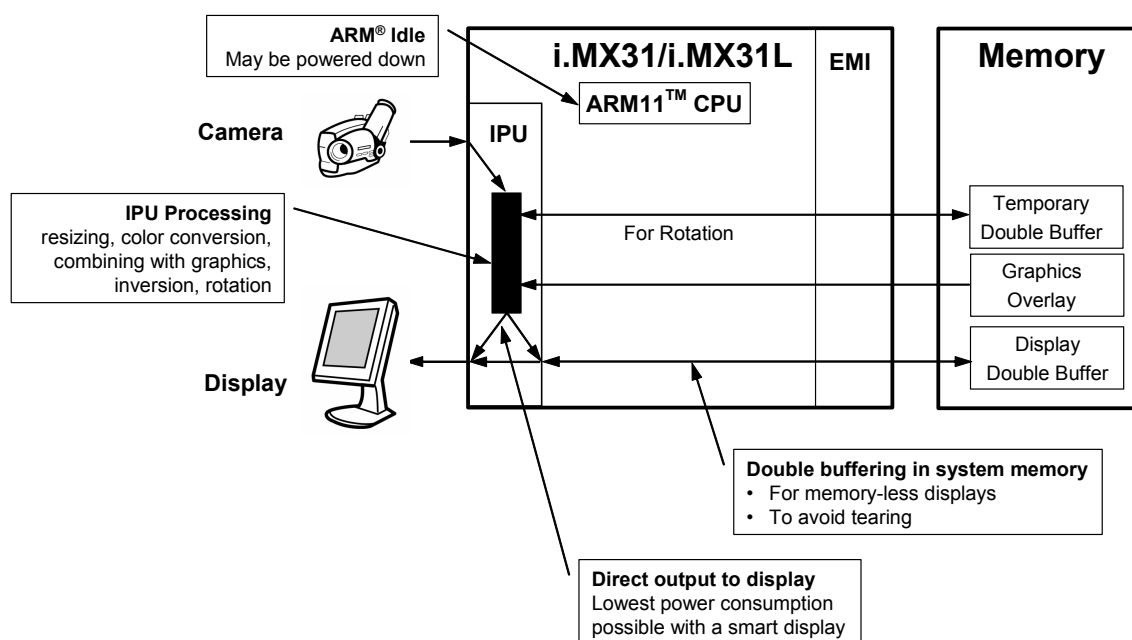 ARM® Idle
May be powered down
i.MX31/i.MX31L
EMI
Memory
ARM11™ CPU
Camera
IPU
IPU Processing
resizing, color conversion,
combining with graphics,
inversion, rotation
For Rotation
Temporary
Double Buffer
Graphics
Overlay
Display
Double Buffer
Display
Double buffering in system memory
• For memory-less displays
• To avoid tearing
Direct output to display
Lowest power consumption
possible with a smart display